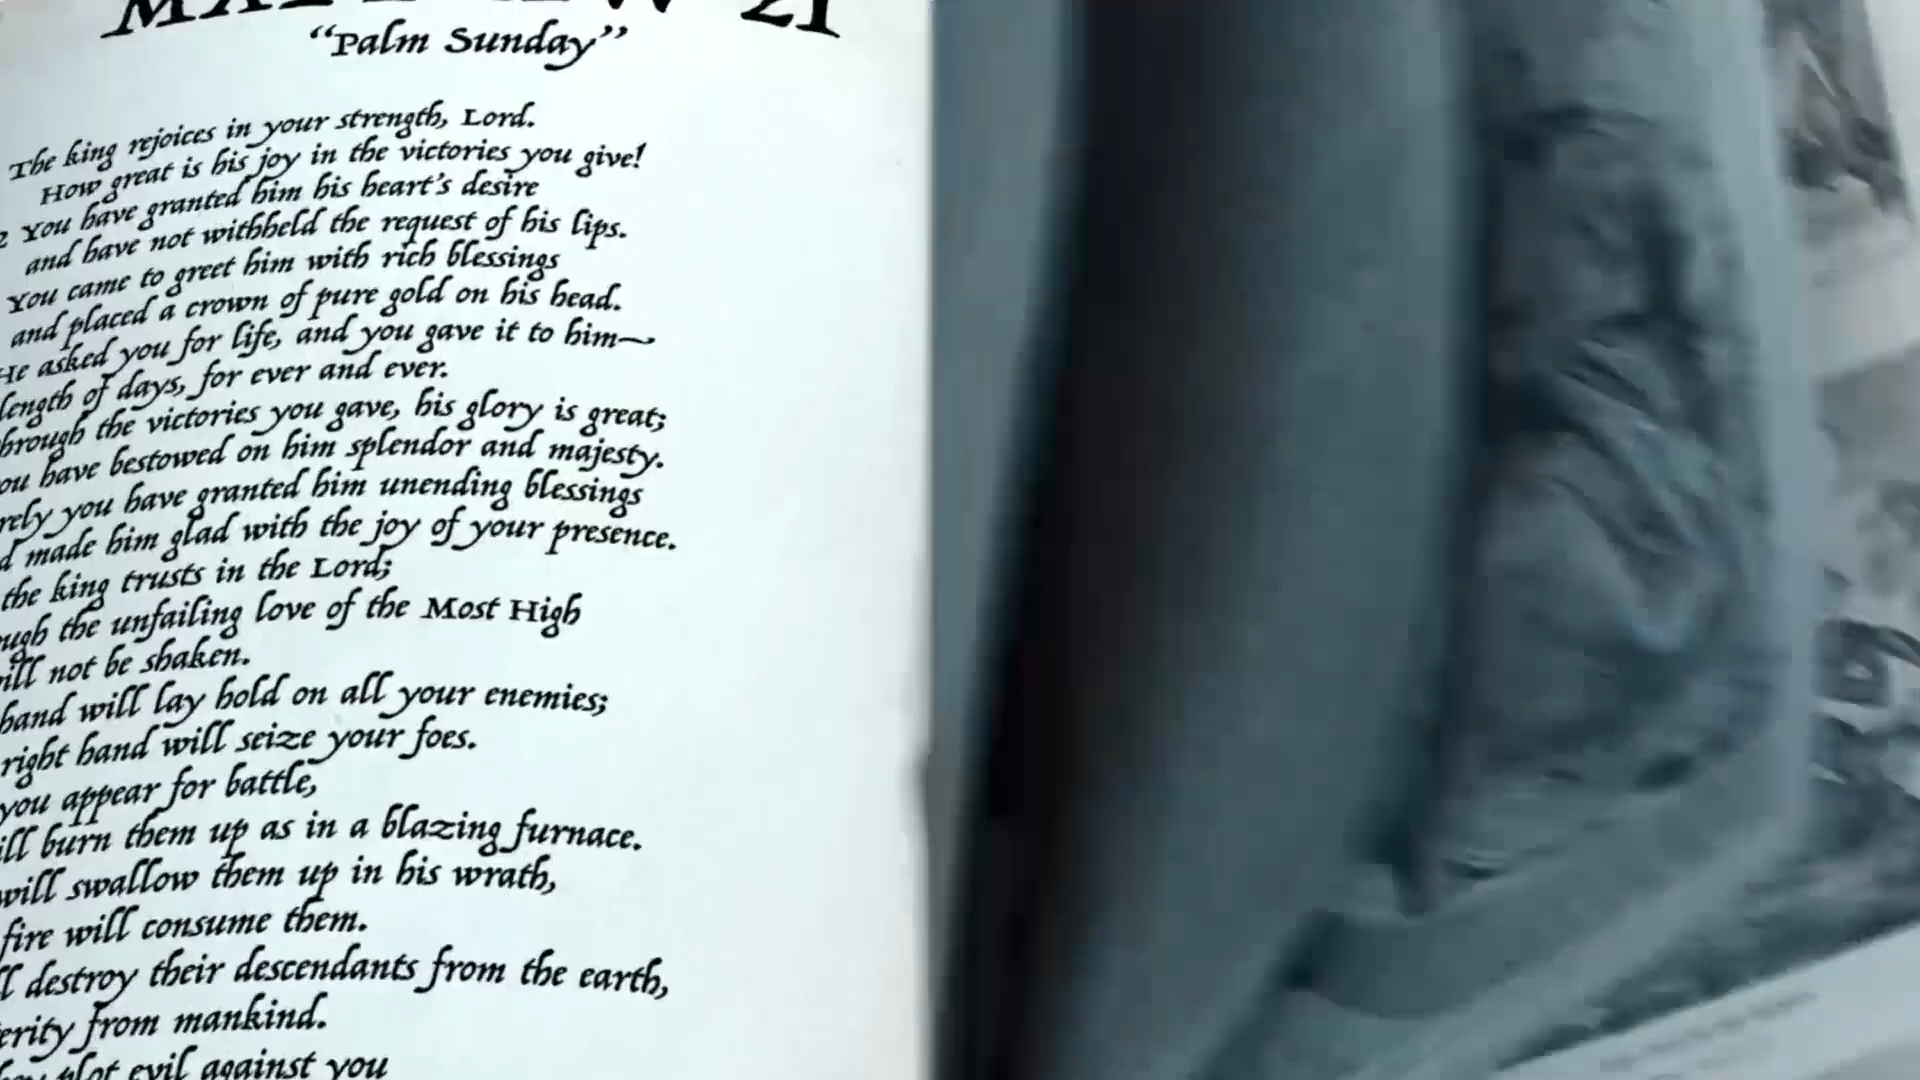 21
“Palm Sunday”
The king rejoices in your strength, Lord.
How great is his joy in the victories you give!
2 You have granted him his heart’s desire
and have not withheld the request of his lips.
You came to greet him with rich blessings
and placed a crown of pure gold on his head.
He asked you for life, and you gave it to him—
length of days, for ever and ever.
the victories you gave, his glory is great;
have bestowed on him splendor and majesty.
you have granted him unending blessings
made him glad with the joy of your presence.
the king trusts in the Lord;
the unfailing love of the Most High
not be shaken.
hand will lay hold on all your enemies;
right hand will seize your foes.
you appear for battle,
burn them up as in a blazing furnace.
will swallow them up in his wrath,
fire will consume them.
destroy their descendants from the earth,
from mankind.
plot evil against you